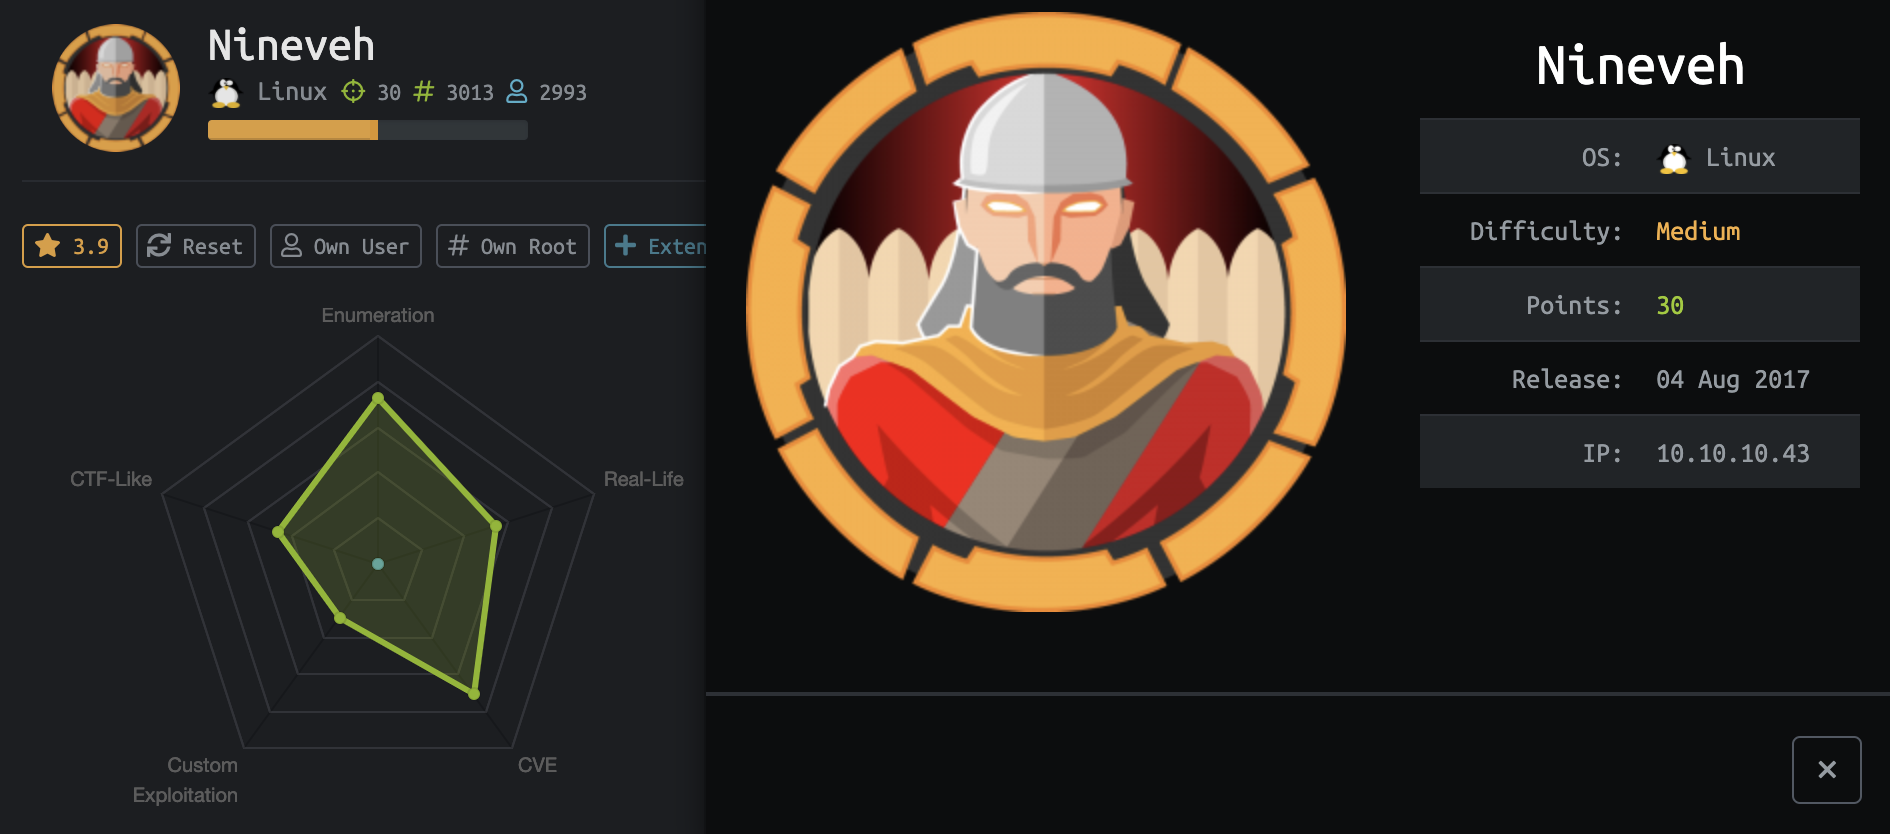 Nineveh
Linux 30 # 3013 2993
3.9 Reset Own User # Own Root + Exten
Enumeration
CTF-Like
Real-Life
Custom
Exploitation
CVE
Nineveh
OS: Linux
Difficulty: Medium
Points: 30
Release: 04 Aug 2017
IP: 10.10.10.43